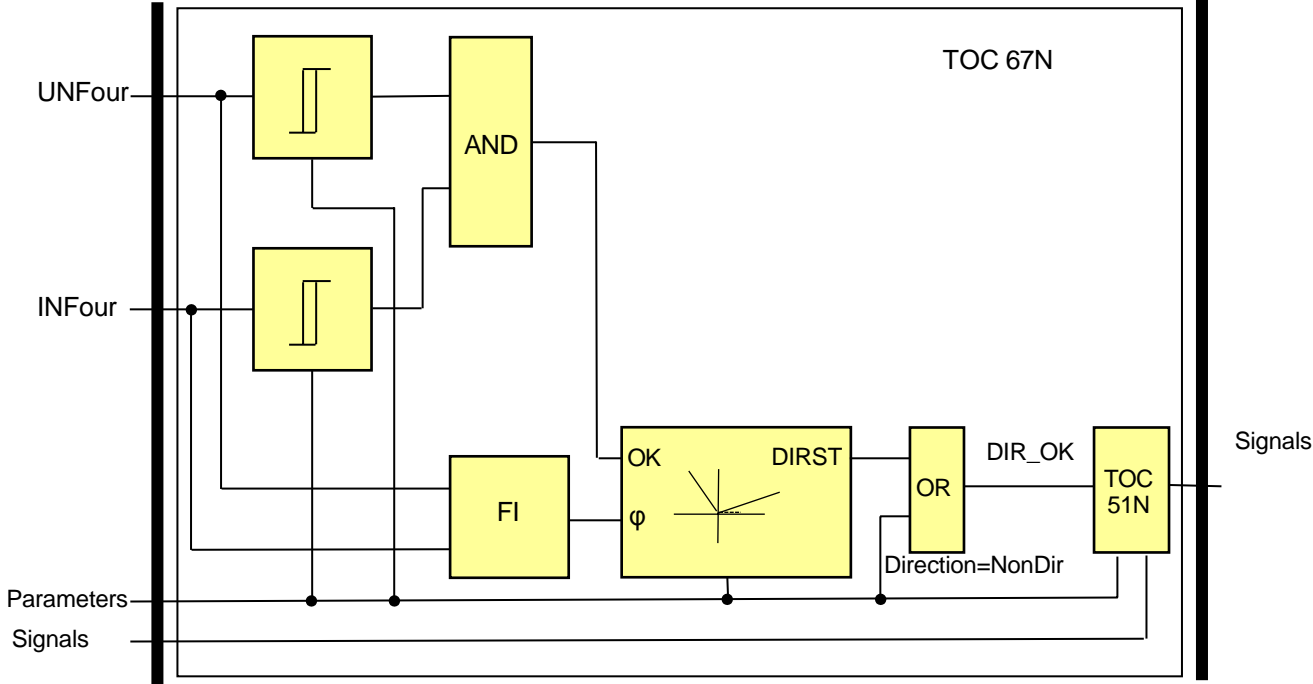 TOC 67N
UNFour
AND
INFour
OK
DIRST
φ
FI
OR
DIR_OK
TOC
51N
Signals
Direction=NonDir
Parameters
Signals